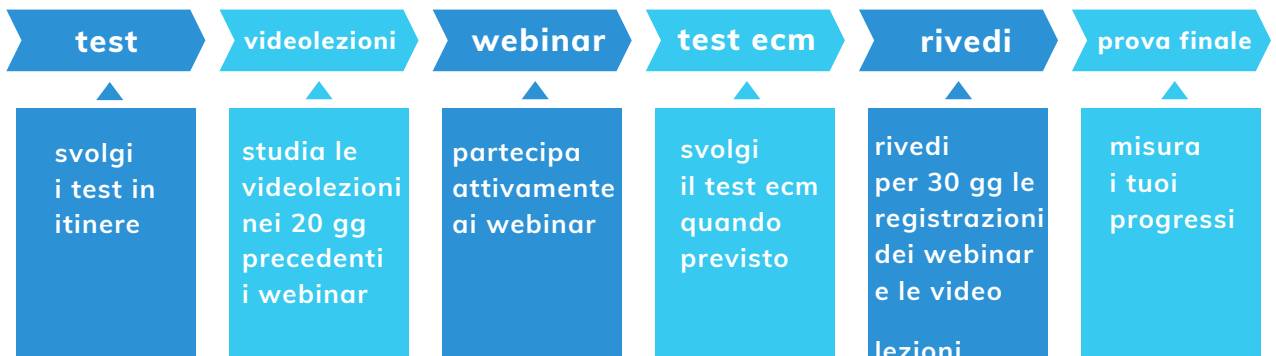 test
svolgi
i test in
itinere
videolezioni
studia le
videolezioni
nei 20 gg
precedenti
i webinar
webinar
partecipa
attivamente
ai webinar
test ecm
svolgi
il test ecm
quando
previsto
rivedi
rivedi
per 30 gg le
registrazioni
dei webinar
e le video
lezioni
prova finale
misura
i tuoi
progressi